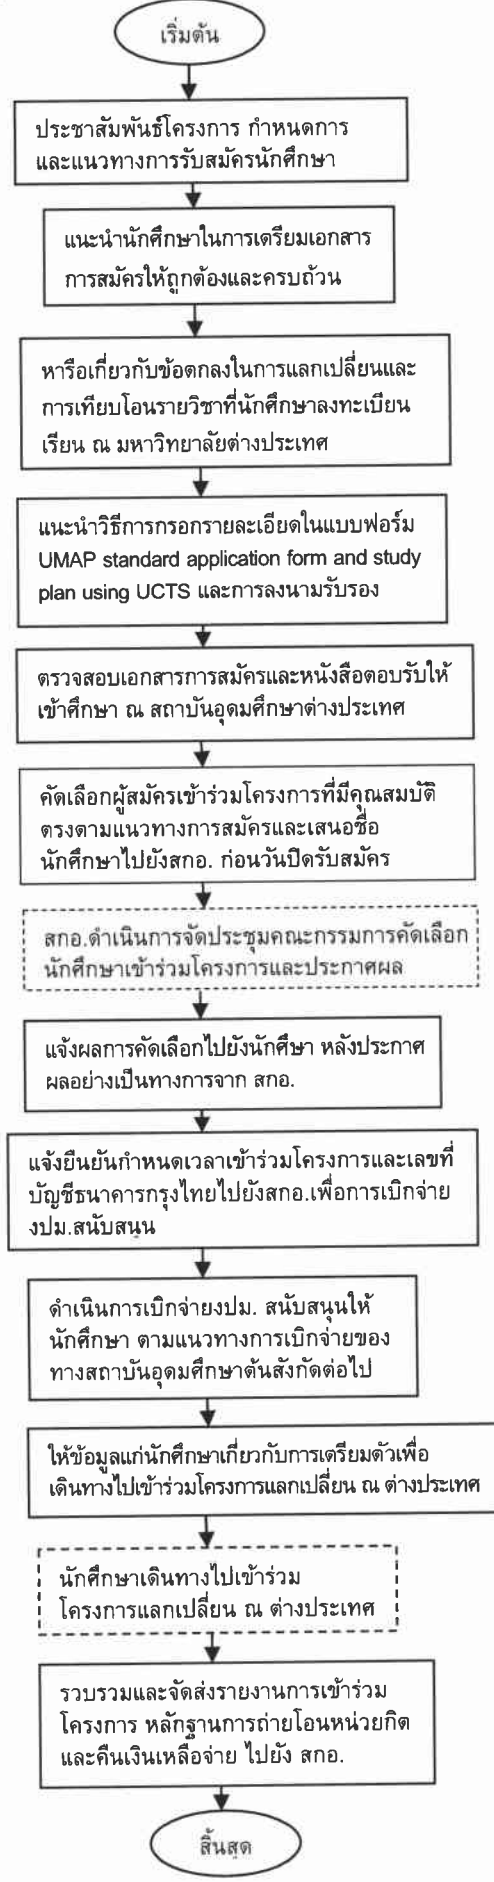 เริ่มต้น
ประชาสัมพันธ์โครงการ กำหนดการ
และแนวทางการรับสมัครนักศึกษา
แนะนำนักศึกษาในการเตรียมเอกสาร
การสมัครให้ถูกต้องและครบถ้วน
หารือเกี่ยวกับข้อตกลงในการแลกเปลี่ยนและ
การเทียบโอนรายวิชาที่นักศึกษาลงทะเบียน
เรียน ณ มหาวิทยาลัยต่างประเทศ
แนะนำวิธีการกรอกรายละเอียดในแบบฟอร์ม
UMAP standard application form and study
plan using UCTS และการลงนามรับรอง
ตรวจสอบเอกสารการสมัครและหนังสือตอบรับให้
เข้าศึกษา ณ สถาบันอุดมศึกษาต่างประเทศ
คัดเลือกผู้สมัครเข้าร่วมโครงการที่มีคุณสมบัติ
ตรงตามแนวทางการสมัครและเสนอชื่อ
นักศึกษาไปยังสกอ. ก่อนวันปิดรับสมัคร
สกอ.ดำเนินการจัดประชุมคณะกรรมการคัดเลือก
นักศึกษาเข้าร่วมโครงการและประกาศผล
แจ้งผลการคัดเลือกไปยังนักศึษา หลังประกาศ
ผลอย่างเป็นทางการจาก สกอ.
แจ้งยืนยันกำหนดเวลาเข้าร่วมโครงการและเลขที่
บัญชีธนาคารกรุงไทยไปยังสกอ.เพื่อการเบิกจ่าย
งปม.สนับสนุน
ดำเนินการเบิกจ่ายงปม. สนับสนุนให้
นักศึกษา ตามแนวทางการเบิกจ่ายของ
ทางสถาบันอุดมศึกษาต้นสังกัดต่อไป
ให้ข้อมูลแก่นักศึกษาเกี่ยวกับการเตรียมตัวเพื่อ
เดินทางไปเข้าร่วมโครงการแลกเปลี่ยน ณ ต่างประเทศ
นักศึกษาเดินทางไปเข้าร่วม
โครงการแลกเปลี่ยน ณ ต่างประเทศ
รวบรวมและจัดส่งรายงานการเข้าร่วม
โครงการ หลักฐานการถ่ายโอนหน่วยกิต
และคืนเงินเหลือจ่าย ไปยัง สกอ.
สิ้นสุด